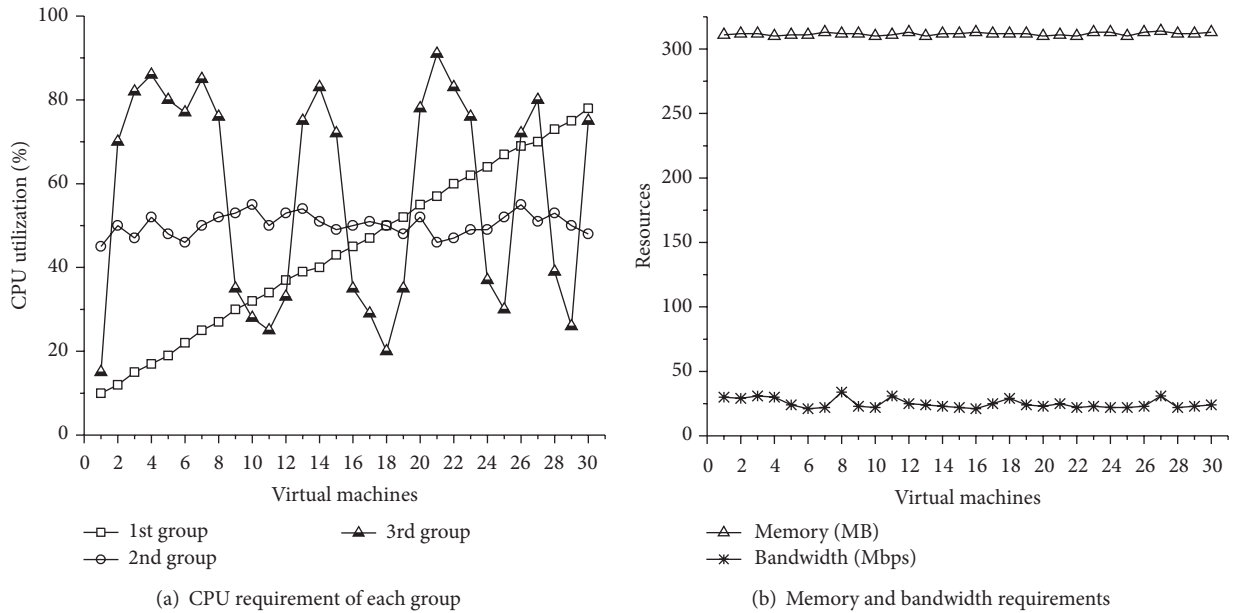 100
80
60
40
20
0
CPU utilization (%)
0 2 4 6 8 10 12 14 16 18 20 22 24 26 28 30
Virtual machines
1st group
3rd group
2nd group
(a) CPU requirement of each group
300
250
200
150
100
50
0
Resources
0 2 4 6 8 10 12 14 16 18 20 22 24 26 28 30
Virtual machines
Memory (MB)
Bandwidth (Mbps)
(b) Memory and bandwidth requirements